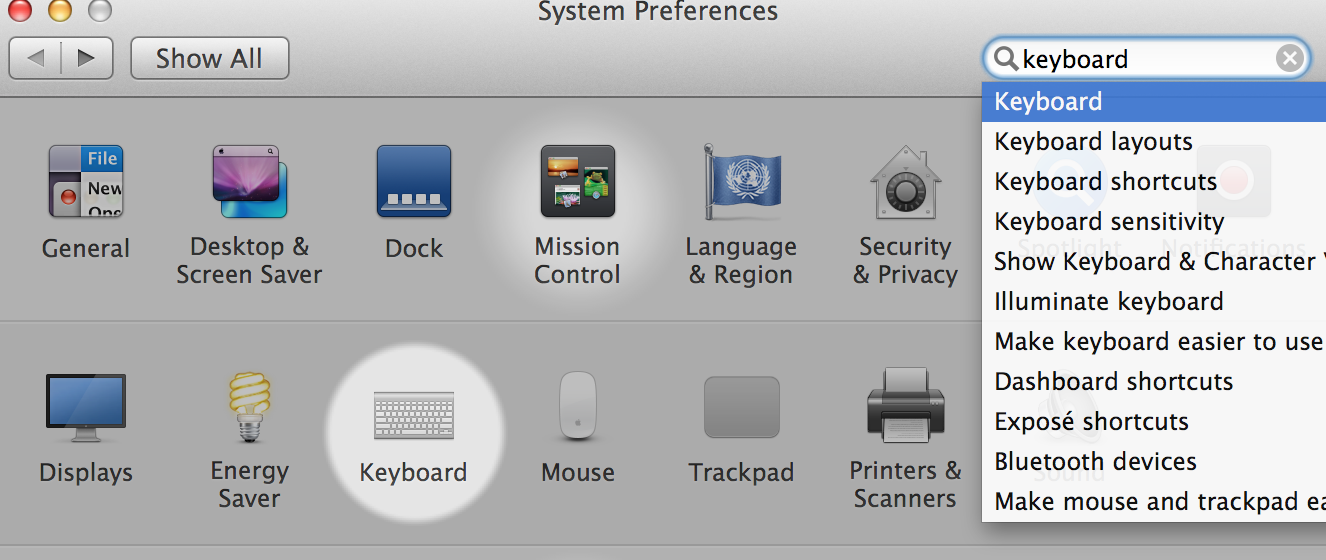 System Preferences
Show All
keyboard
Keyboard
Keyboard layouts
Keyboard shortcuts
Keyboard sensitivity
Show Keyboard & Character
Illuminate keyboard
Make keyboard easier to use
Dashboard shortcuts
Exposé shortcuts
Bluetooth devices
Make mouse and trackpad ea
File
New
Ope
General
Desktop &
Screen Saver
Dock
Mission
Control
Language
& Region
Security
& Privacy
Spotlight
Notifications
Displays
Energy
Saver
Keyboard
Mouse
Trackpad
Printers &
Scanners
Sound